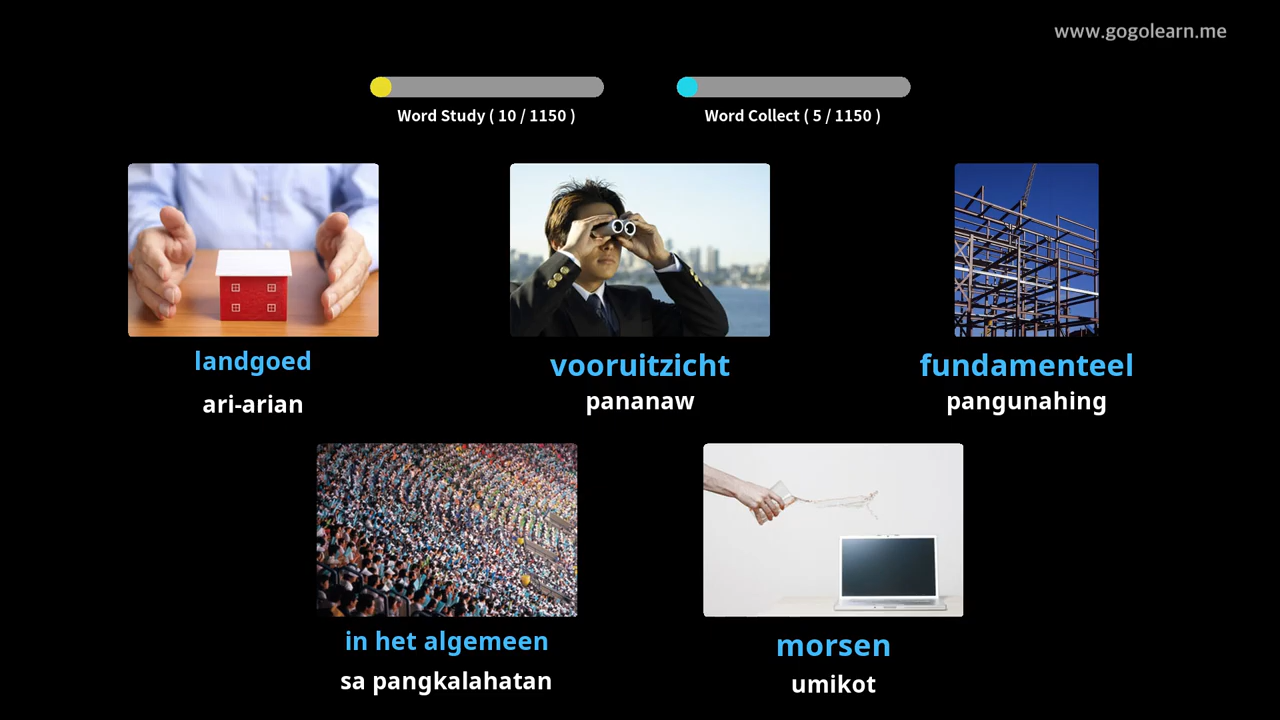 www.gogolearn.me
Word Study ( 10 / 1150 )
Word Collect ( 5 / 1150 )
landgoed
ari-arian
vooruitzicht
pananaw
fundamenteel
pangunahing
in het algemeen
sa pangkalahatan
morsen
umikot